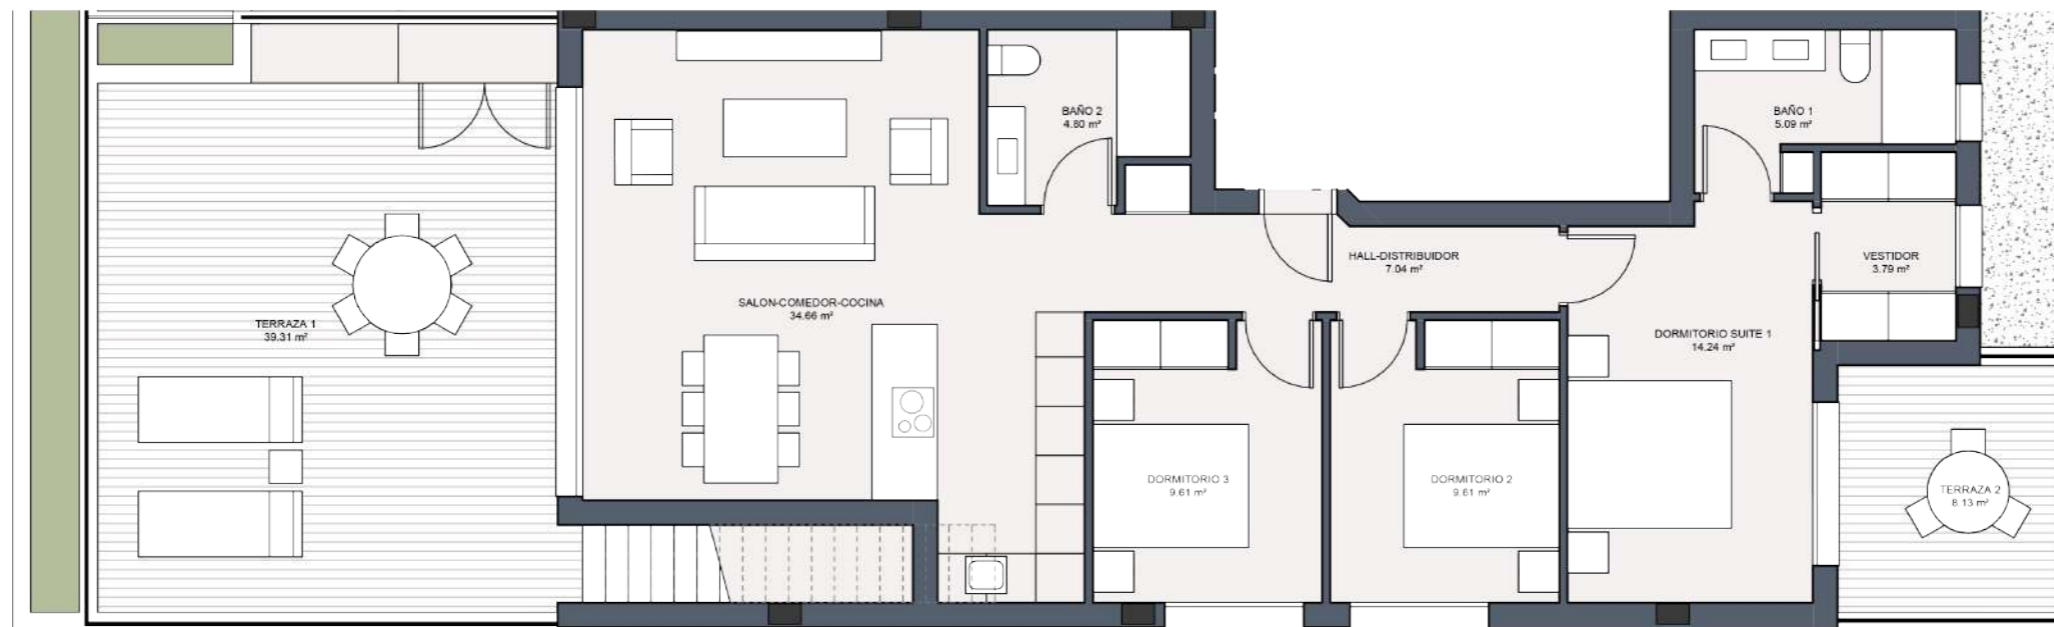 BAÑO 2
4.80 m²
BAÑO 1
5.09 m²
HALL-DISTRIBUIDOR
7.04 m²
VESTIDOR
3.79 m²
SALON-COMEDOR-COCINA
34.66 m²
TERRAZA 1
39.31 m²
DORMITORIO SUITE 1
14.24 m²
DORMITORIO 3
9.61 m²
DORMITORIO 2
9.61 m²
TERRAZA 2
8.13 m²